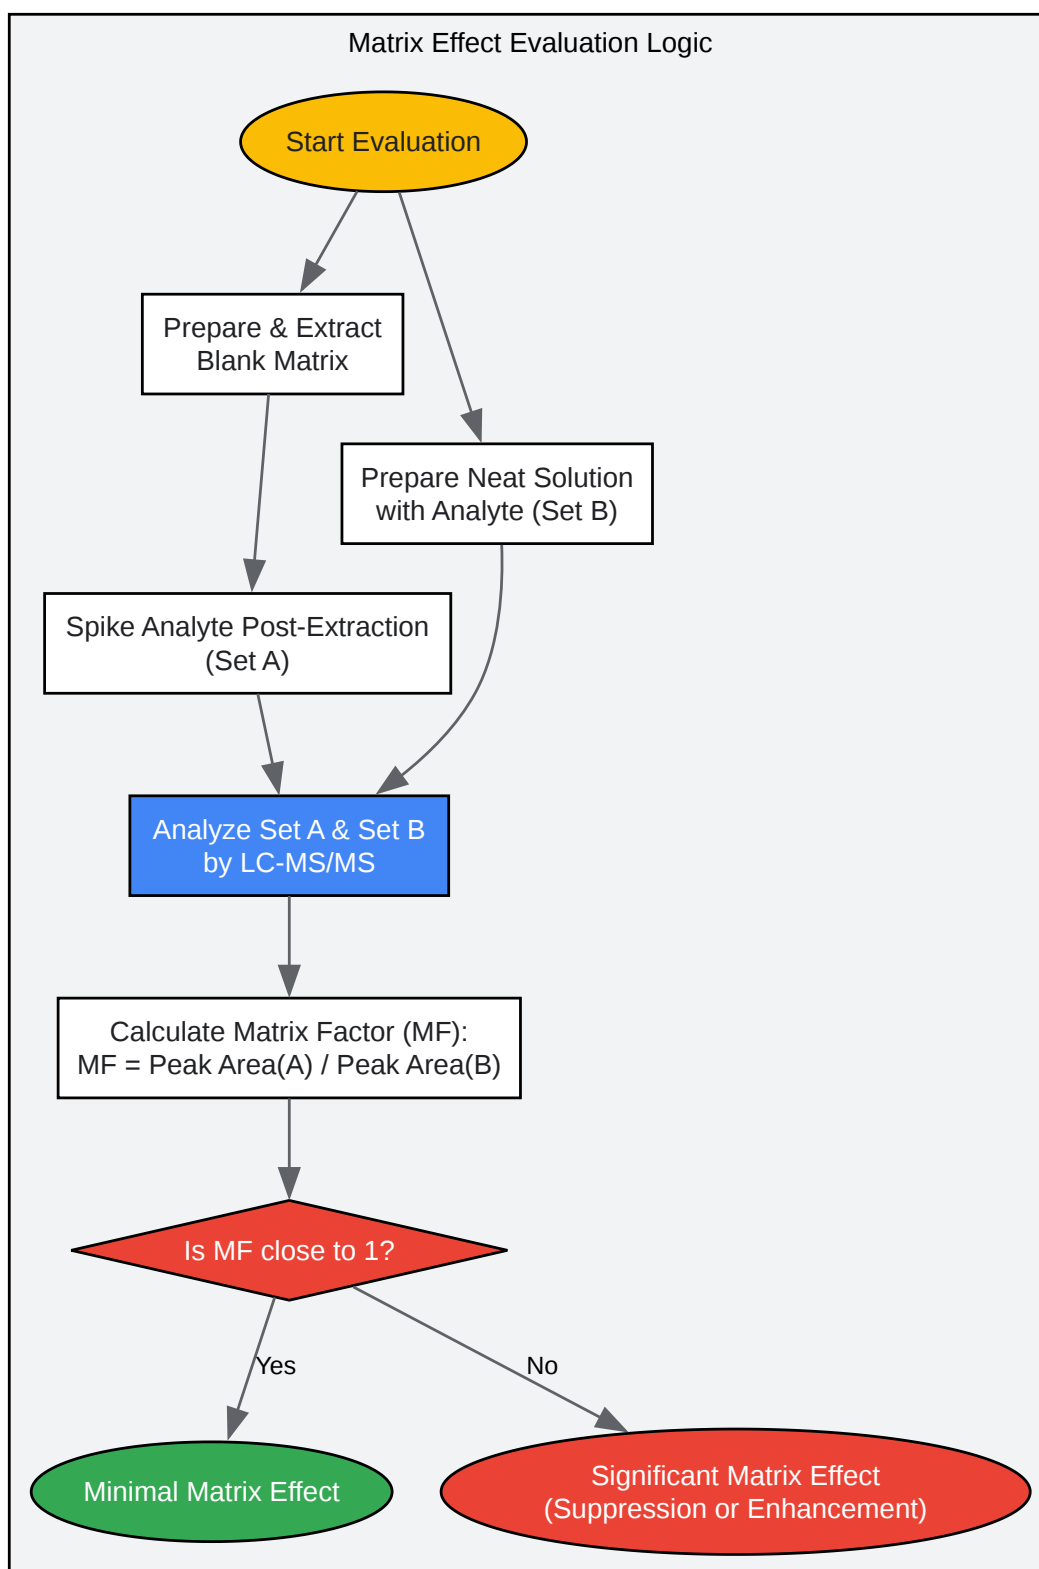 Matrix Effect Evaluation Logic
Start Evaluation
Prepare & Extract
Blank Matrix
Prepare Neat Solution
with Analyte (Set B)
Spike Analyte Post-Extraction
(Set A)
Analyze Set A & Set B
by LC-MS/MS
Calculate Matrix Factor (MF):
MF = Peak Area(A) / Peak Area(B)
Is MF close to 1?
Yes
No
Minimal Matrix Effect
Significant Matrix Effect
(Suppression or Enhancement)